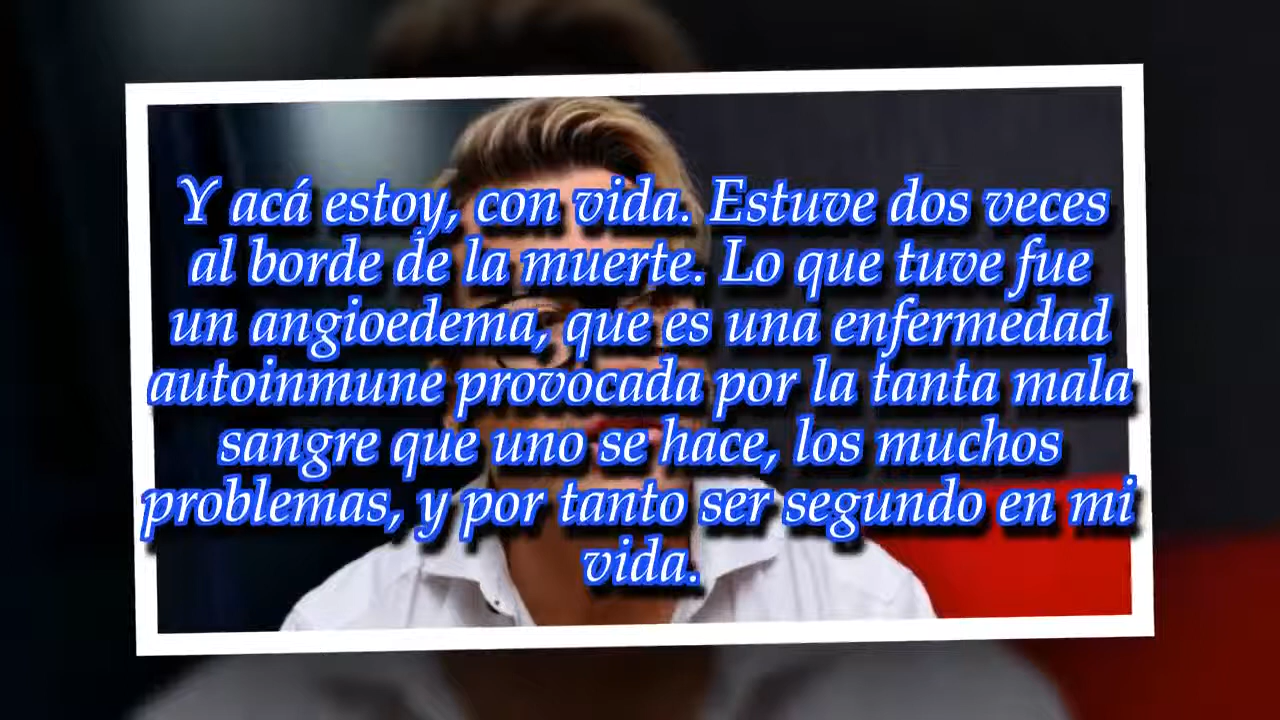 Y acá estoy, con vida. Estuve dos veces
al borde de la muerte. Lo que tuve fue
un angioedema, que es una enfermedad
autoinmune provocada por la tanta mala
sangre que uno se hace, los muchos
problemas, y por tanto ser segundo en mi
vida.